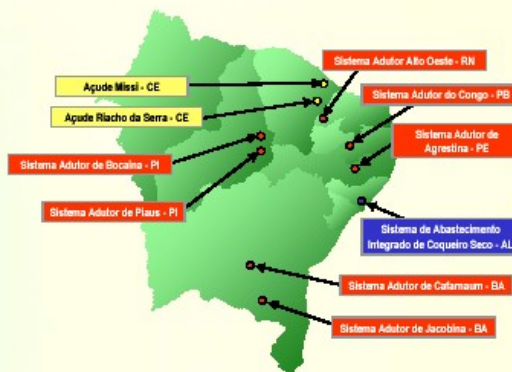 Sistema Adutor Alto Oeste - RN
Açude Missi - CE
Sistema Adutor do Congo - PB
Açude Riacho da Serra - CE
Sistema Adutor de
Agrestina - PE
Sistema Adutor de Bocaina - PI
Sistema Adutor de Piaus - PI
Sistema de Abastecimento
Integrado de Coqueiro Seco - AL
Sistema Adutor de Cafarnaum - BA
Sistema Adutor de Jacobina - BA